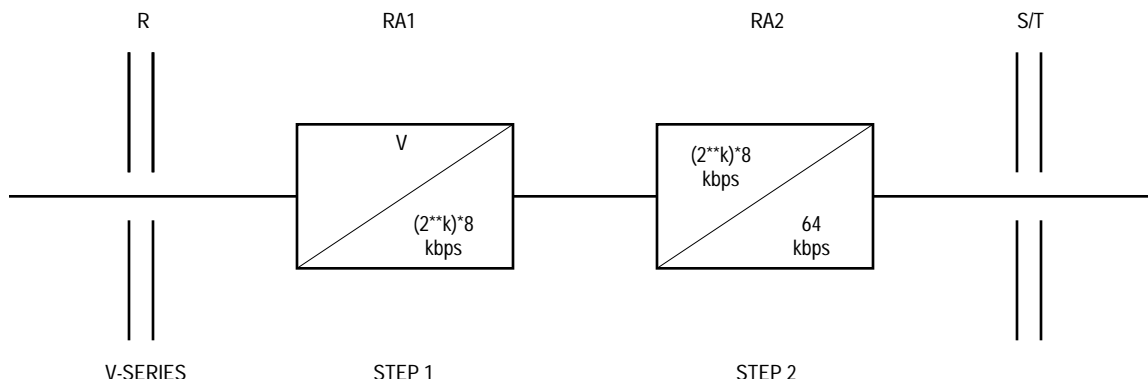 R RA1 RA2 S/T
V
(2**k)*8
kbps
(2**k)*8
kbps
64
kbps
V-SERIES STEP 1 STEP 2